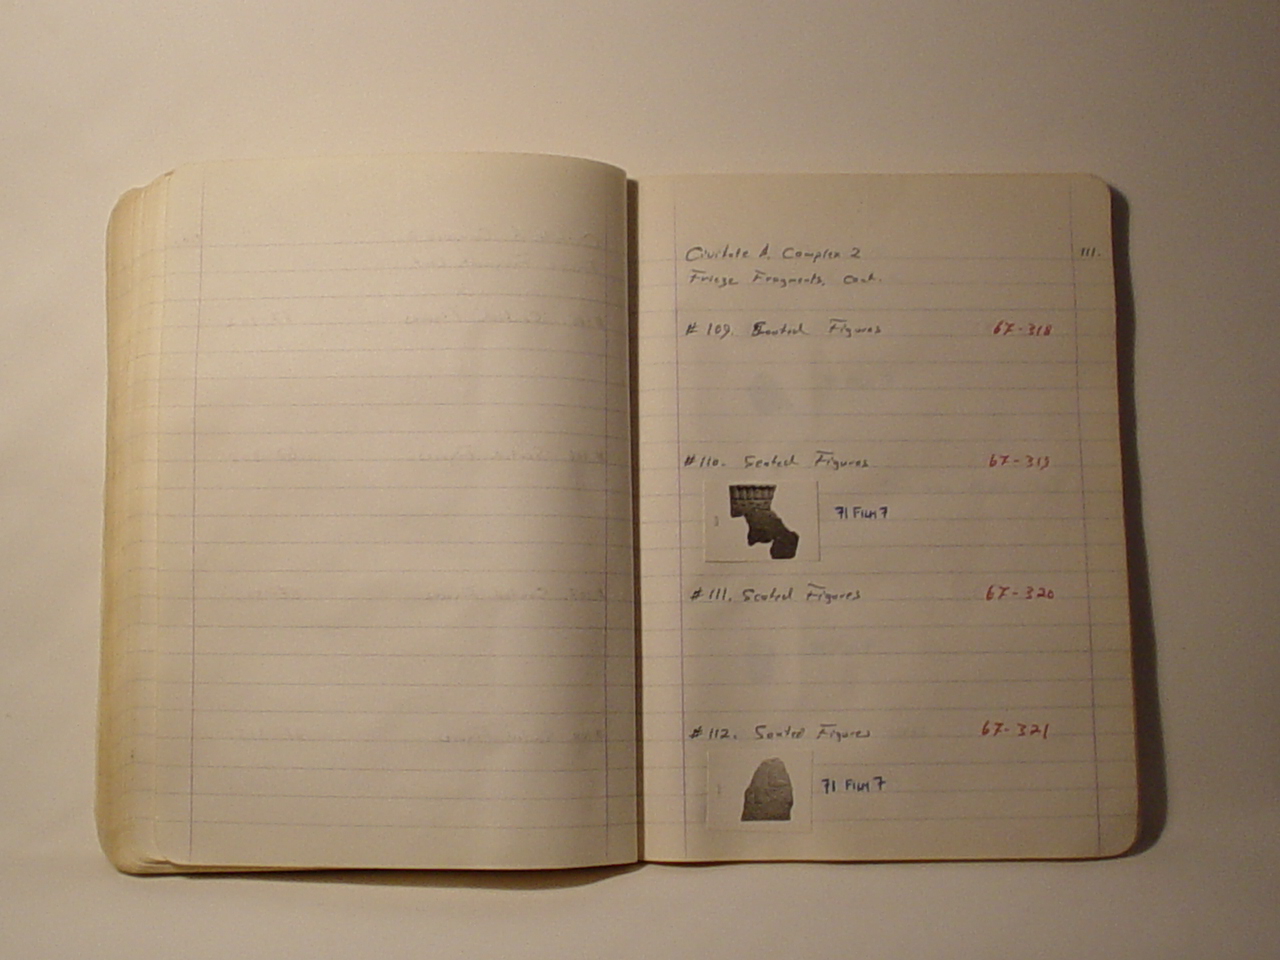 Civitate A. Complex 2 111.
Frieze Fragments, cont.
# 109. Seated Figures 67-318
# 110. Seated Figures 67-319
71 Film 7
# 111. Seated Figures 67-320
# 112. Seated Figures 67-321
71 Film 7